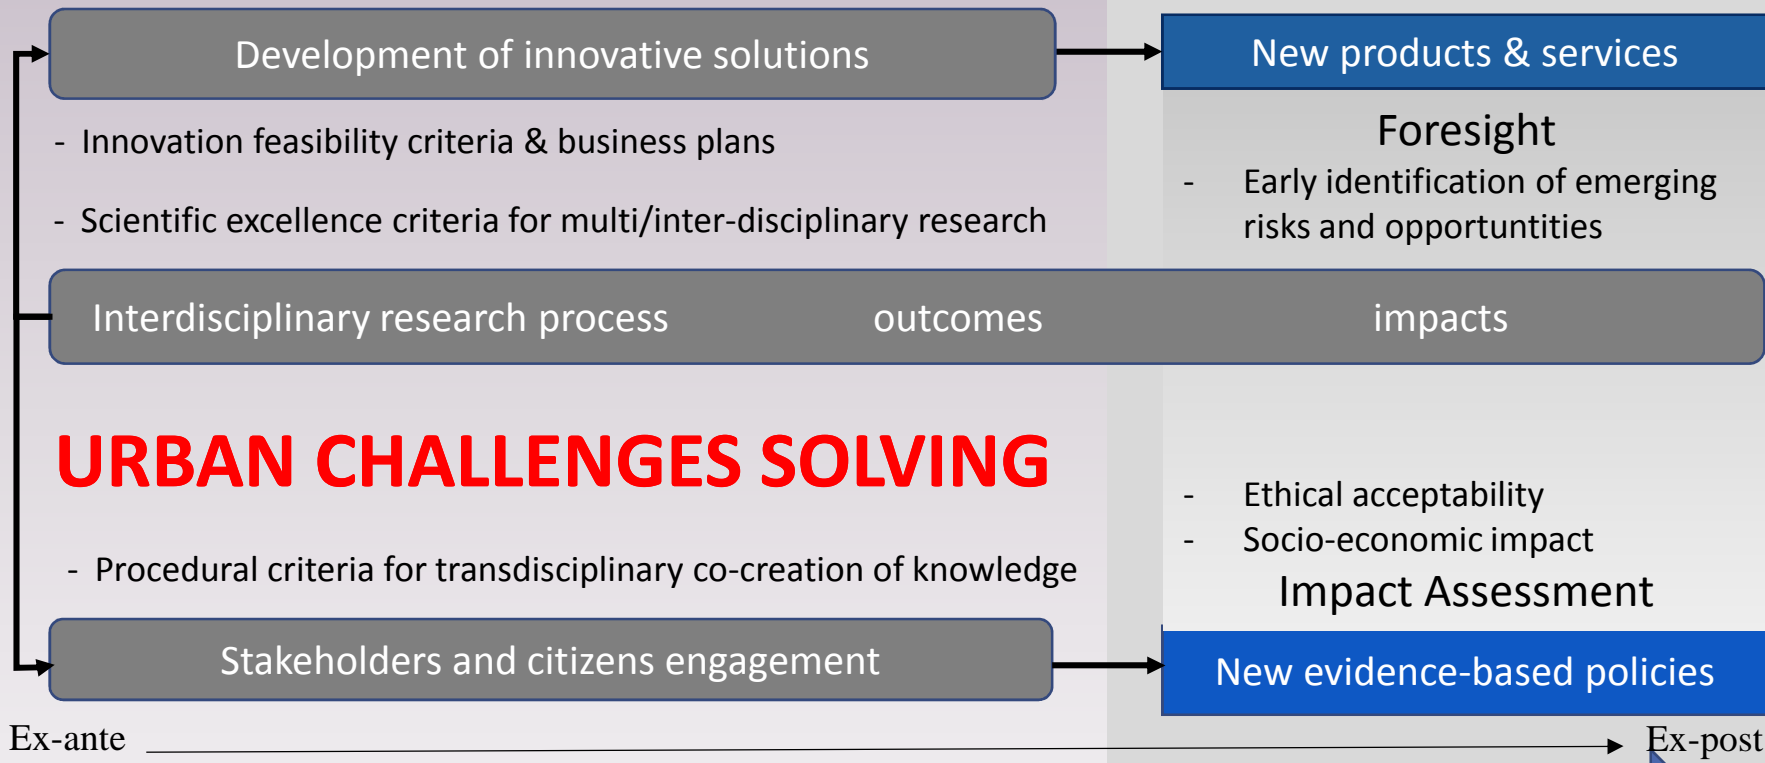 Development of innovative solutions
New products & services
- Innovation feasibility criteria & business plans
- Scientific excellence criteria for multi/inter-disciplinary research
Foresight
- Early identification of emerging
risks and opportuntities
Interdisciplinary research process outcomes impacts
URBAN CHALLENGES SOLVING
- Procedural criteria for transdisciplinary co-creation of knowledge
- Ethical acceptability
- Socio-economic impact
Impact Assessment
Stakeholders and citizens engagement
New evidence-based policies
Ex-ante
Ex-post